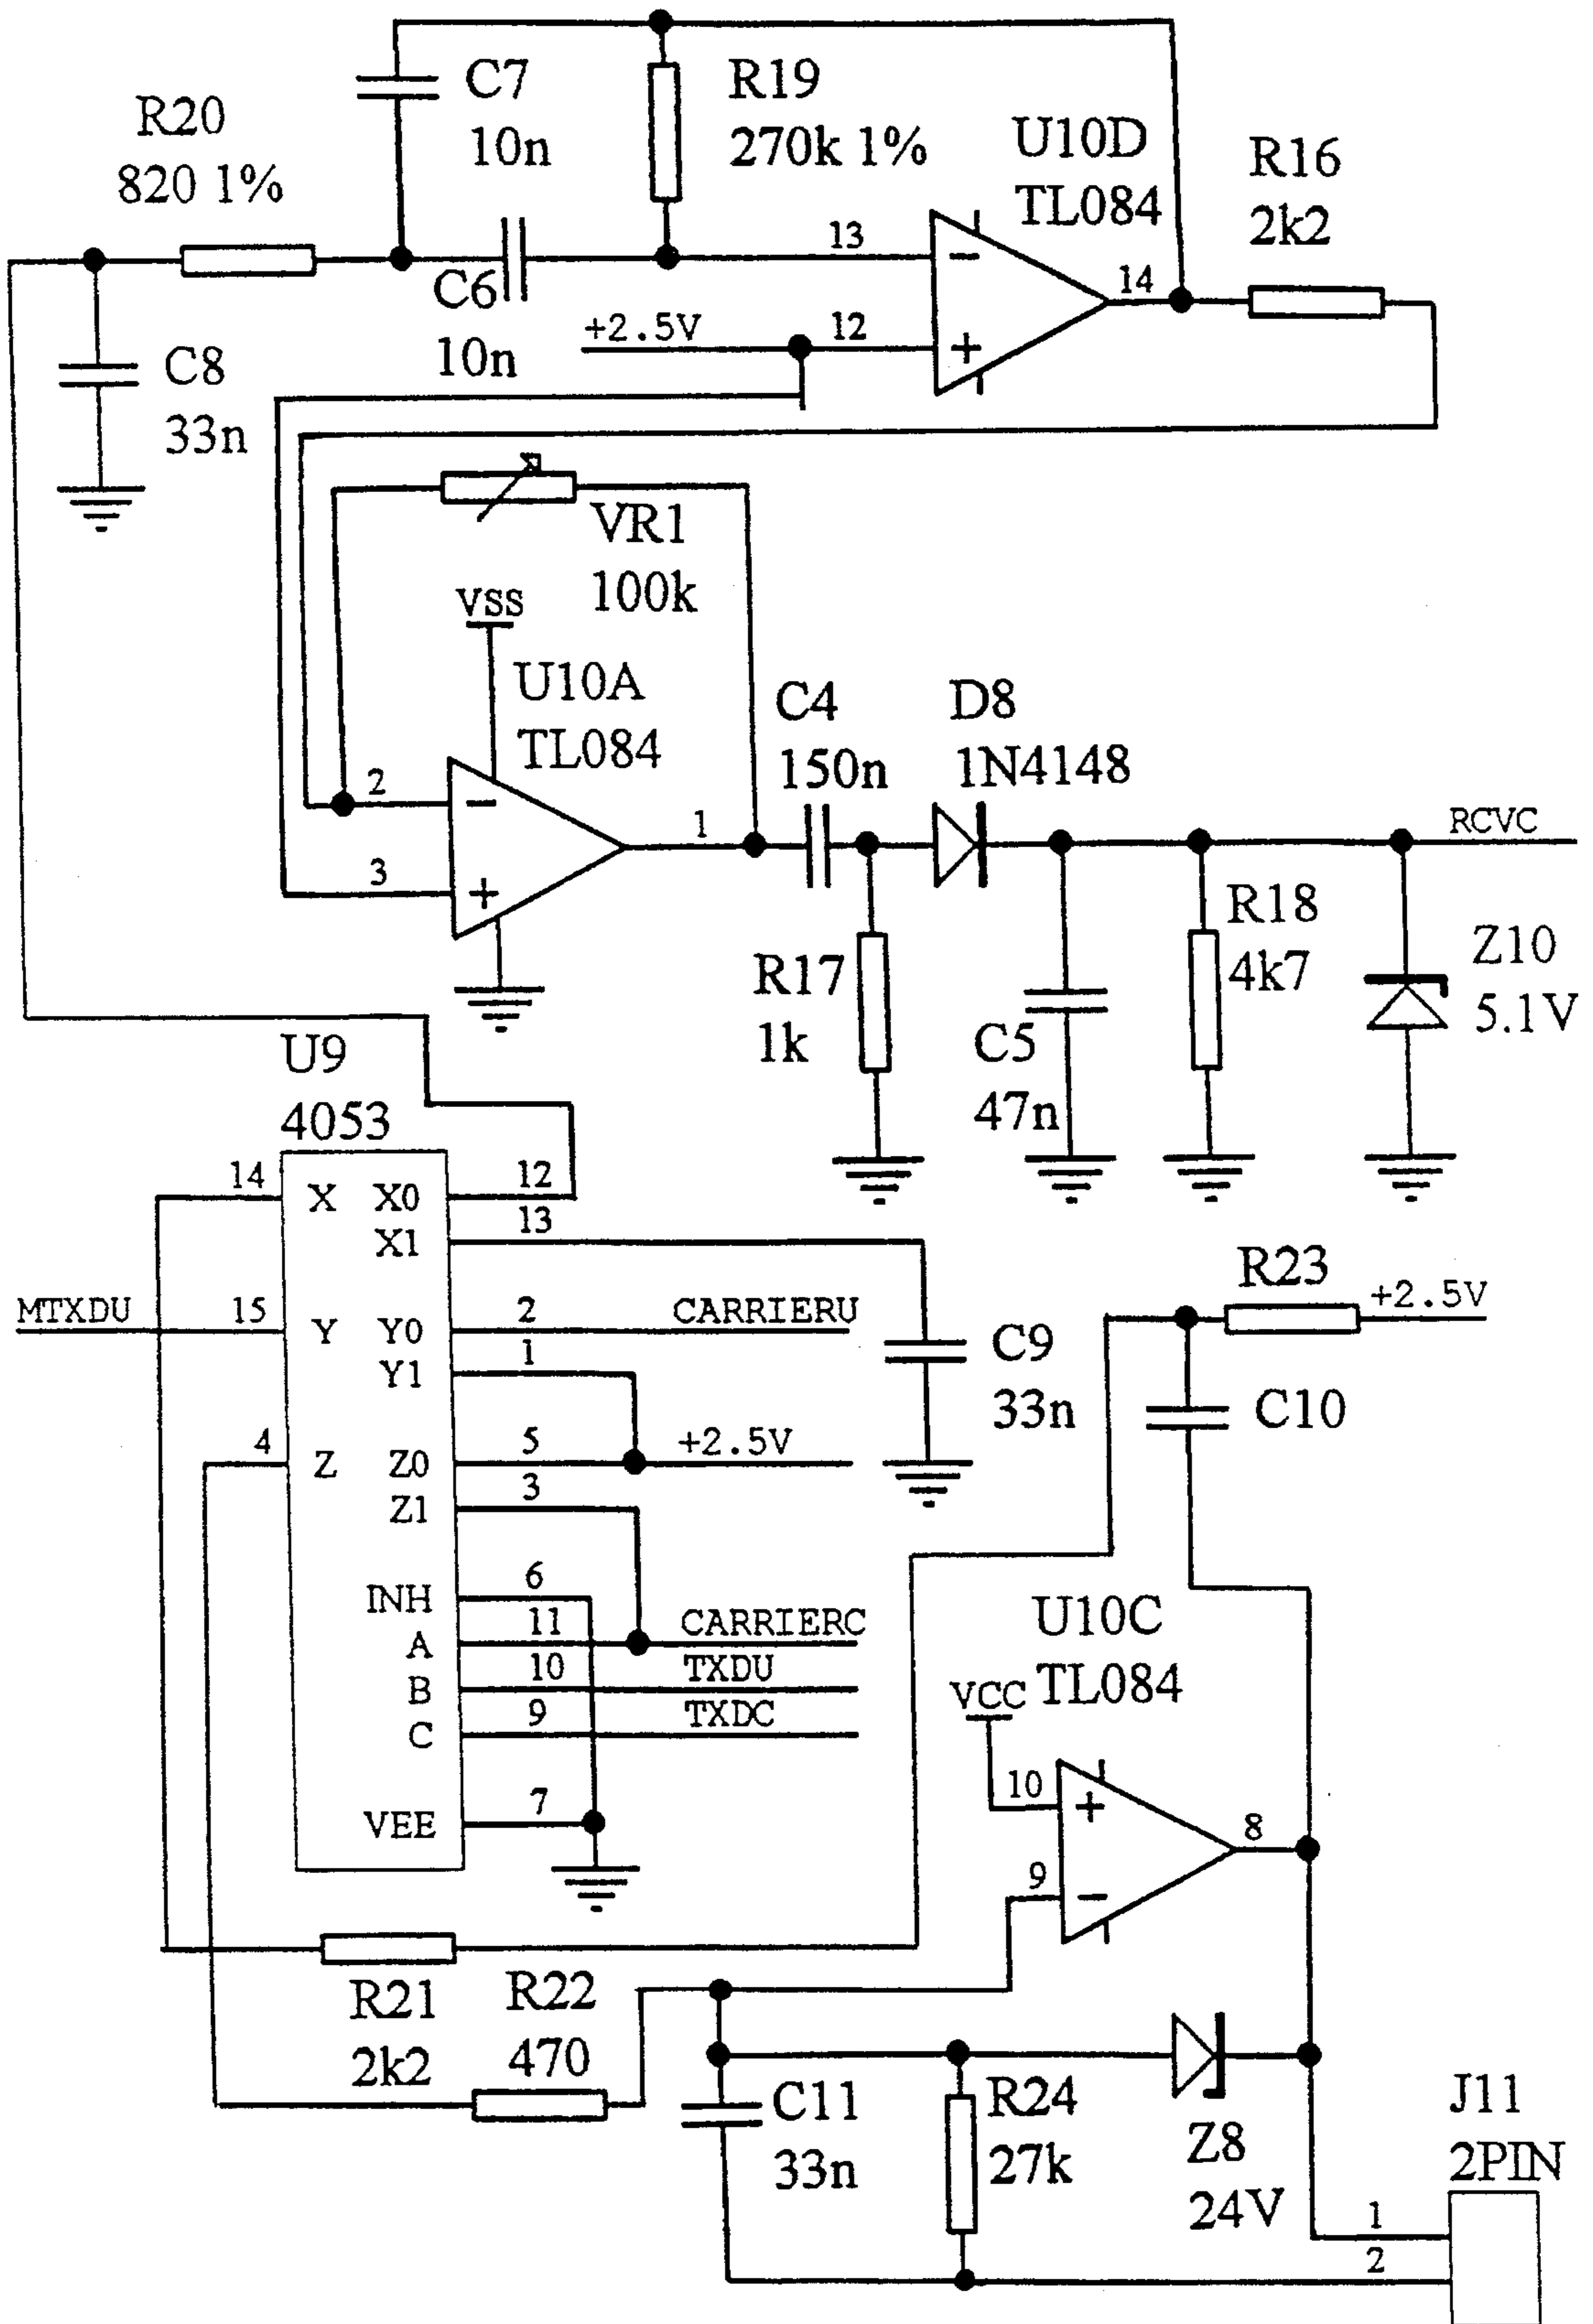 C7
10n
R19
270k 1%
R20
820 1%
U10D
TL084
R16
2k2
13
14
C6
10n
+2.5V
12
C8
33n
VR1
100k
VSS
U10A
TL084
C4
150n
D8
1N4148
2
1
3
RCVC
R17
1k
C5
47n
R18
4k7
Z10
5.1V
U9
4053
14
X
X0
12
X1
13
MTXDU
15
Y
Y0
2
CARRIERU
Y1
1
4
Z
Z0
5
+2.5V
Z1
3
INH
6
A
11
CARRIERC
B
10
TXDU
C
9
TXDC
VEE
7
C9
33n
R23
+2.5V
C10
U10C
TL084
VCC
10
8
9
R21
2k2
R22
470
C11
33n
R24
27k
Z8
24V
J11
2PIN
1
2